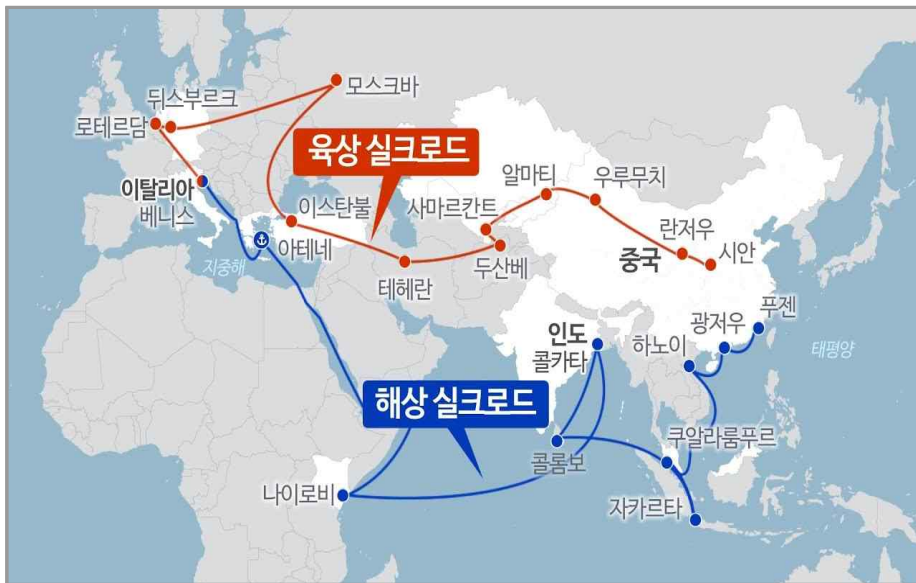 모스크바
뒤스부르크
로테르담
육상 실크로드
알마티
우루무치
이탈리아
베니스
이스탄불
사마르칸트
란저우
아테네
중국
시안
지중해
두산베
테헤란
푸젠
광저우
인도
하노이
태평양
콜카타
해상 실크로드
쿠알라룸푸르
콜롬보
나이로비
자카르타